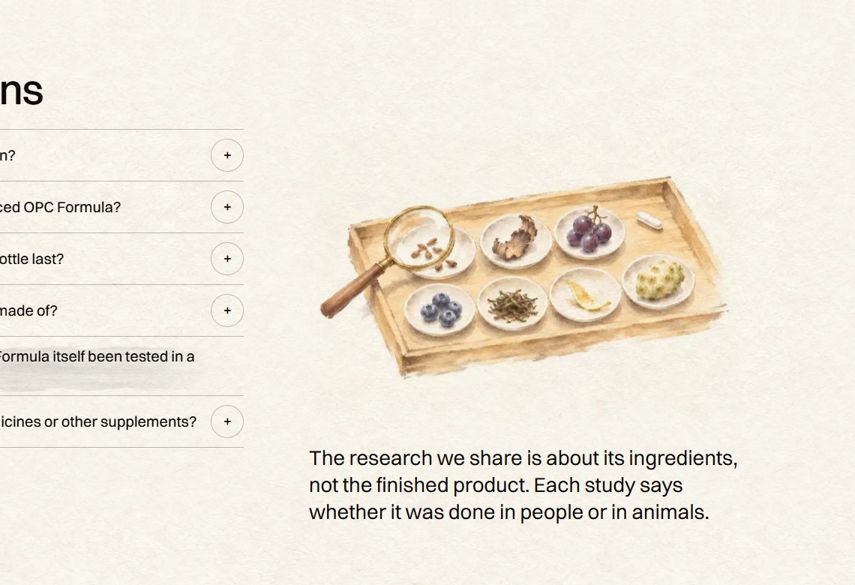 ns
n?
+
ced OPC Formula?
+
ottle last?
+
made of?
+
Formula itself been tested in a
icines or other supplements?
+
The research we share is about its ingredients,
not the finished product. Each study says
whether it was done in people or in animals.